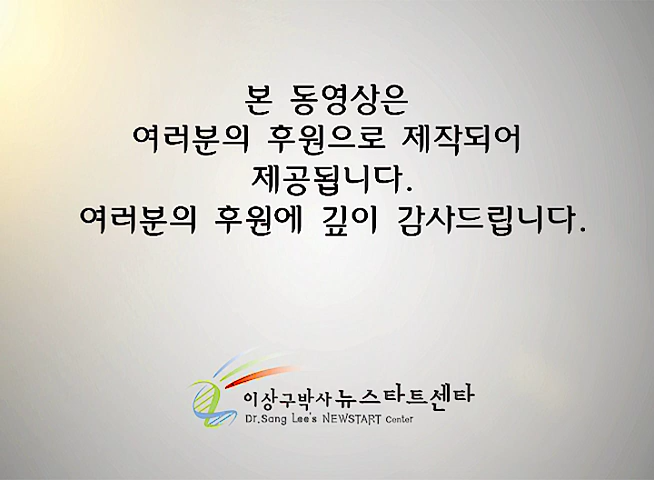 본 동영상은
여러분의 후원으로 제작되어
제공됩니다.
여러분의 후원에 깊이 감사드립니다.
이상구박사 뉴스타트센타
Dr.Sang Lee's NEWSTART Center